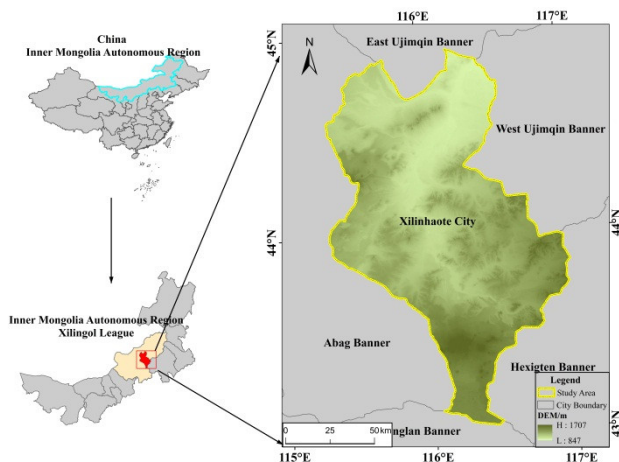 China
Inner Mongolia Autonomous Region
Inner Mongolia Autonomous Region
Xilingol League
116°E
117°E
45°N
N
East Ujimqin Banner
West Ujimqin Banner
Xilinhaote City
44°N
44°N
Abag Banner
Hexigten Banner
nglan Banner
Legend
Study Area
City Boundary
DEM/m
H : 1707
L : 847
43°N
0 25 50 km
115°E
116°E
117°E